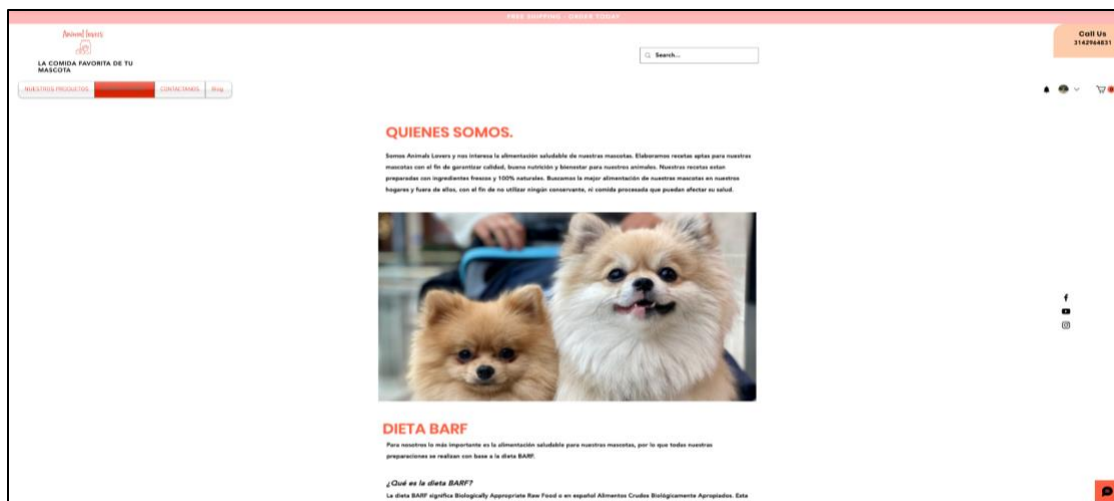 FREE SHIPPING - ORDER TODAY
Animal lovers
LA COMIDA FAVORITA DE TU
MASCOTA
Search...
Call Us
3142964831
NUESTROS PRODUCTOS
CONTACTANOS
Blog
QUIENES SOMOS.
Somos Animals Lovers y nos interesa la alimentación saludable de nuestras mascotas. Elaboramos recetas aptas para nuestras
mascotas con el fin de garantizar calidad, buena nutrición y bienestar para nuestros animales. Nuestras recetas estan
preparadas con ingredientes frescos y 100% naturales. Buscamos la mejor alimentación de nuestras mascotas en nuestros
hogares y fuera de ellos, con el fin de no utilizar ningún conservante, ni comida procesada que puedan afectar su salud.
DIETA BARF
Para nosotros lo más importante es la alimentación saludable para nuestras mascotas, por lo que todas nuestras
preparaciones se realizan con base a la dieta BARF.
¿Qué es la dieta BARF?
La dieta BARF significa Biologically Appropriate Raw Food o en español Alimentos Crudos Biológicamente Apropiados. Esta